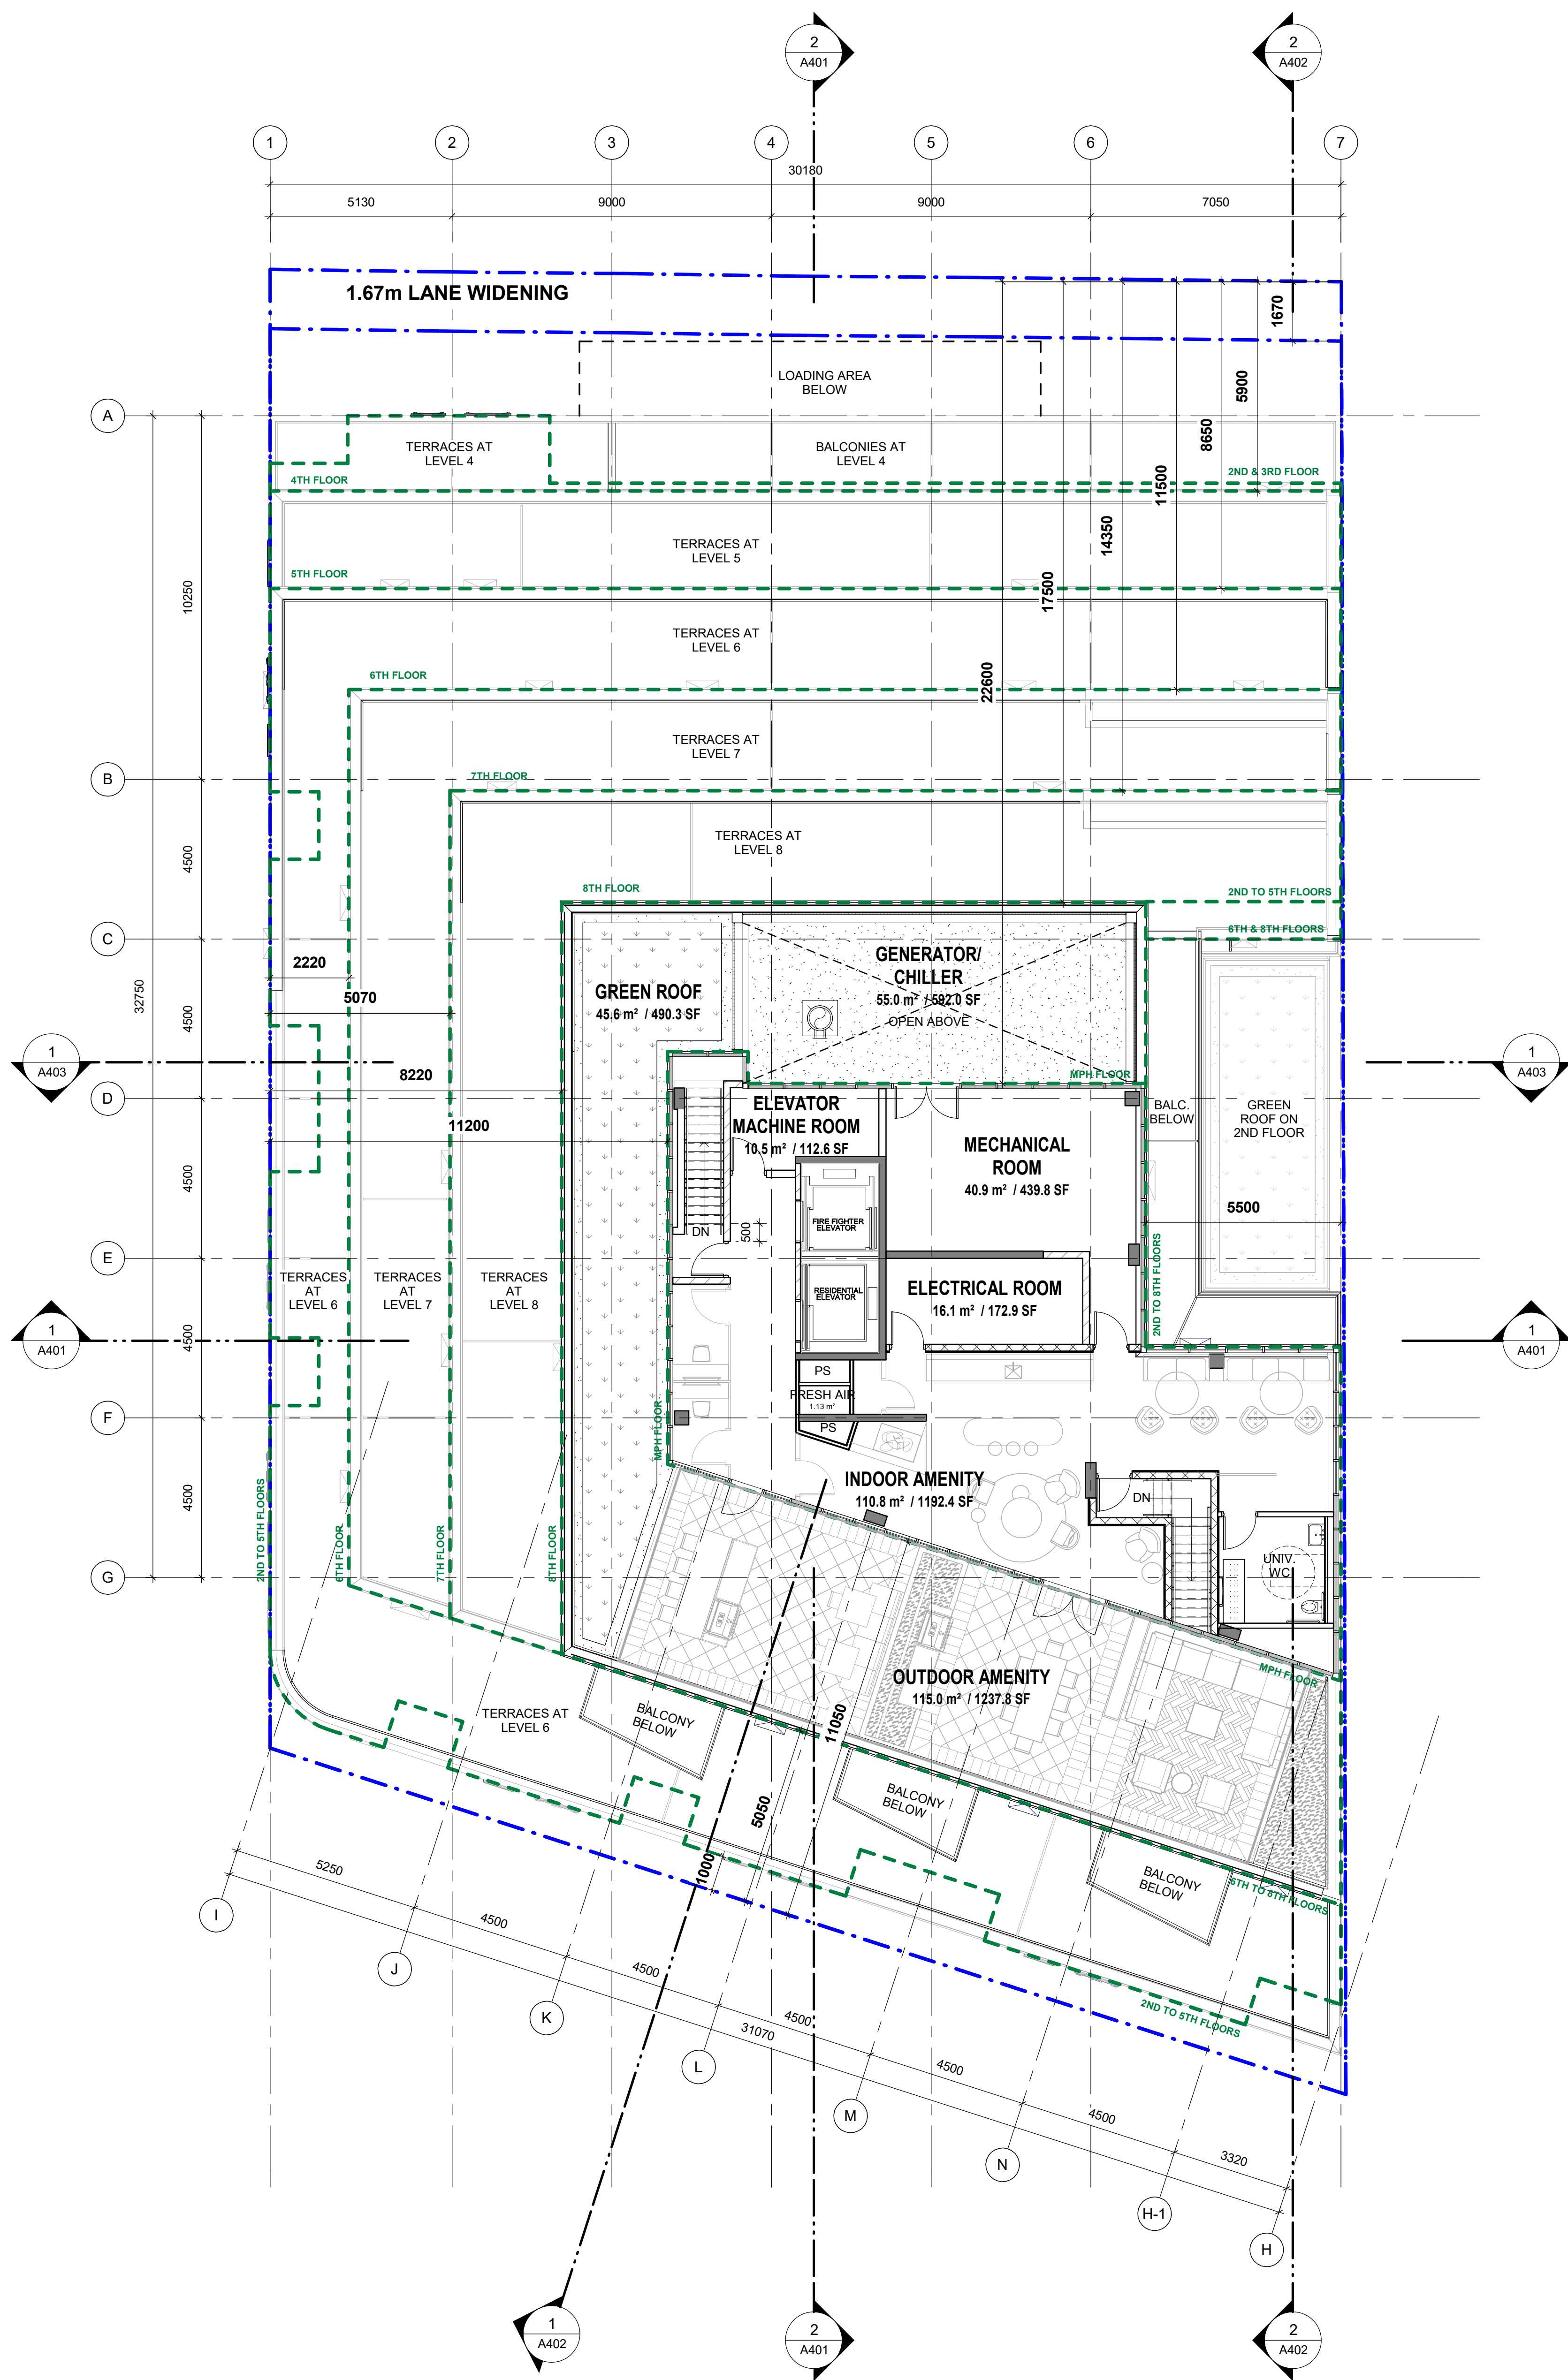 2
A401
2
A402
1
2
3
4
5
6
7
30180
5130
9000
9000
7050
1.67m LANE WIDENING
1670
LOADING AREA
BELOW
5900
A
TERRACES AT
LEVEL 4
BALCONIES AT
LEVEL 4
8650
4TH FLOOR
2ND & 3RD FLOOR
11500
14350
TERRACES AT
LEVEL 5
5TH FLOOR
10250
17500
TERRACES AT
LEVEL 6
6TH FLOOR
22600
TERRACES AT
LEVEL 7
B
7TH FLOOR
TERRACES AT
LEVEL 8
4500
8TH FLOOR
2ND TO 5TH FLOORS
C
6TH & 8TH FLOORS
2220
GENERATOR/
CHILLER
55.0 m² / 592.0 SF
OPEN ABOVE
GREEN ROOF
45.6 m² / 490.3 SF
32750
5070
4500
1
A403
1
A403
8220
MPH FLOOR
D
ELEVATOR
MACHINE ROOM
10.5 m² / 112.6 SF
BALC.
BELOW
GREEN
ROOF ON
2ND FLOOR
11200
MECHANICAL
ROOM
40.9 m² / 439.8 SF
4500
5500
FIRE FIGHTER
ELEVATOR
DN
500
E
2ND TO 8TH FLOORS
TERRACES
AT
LEVEL 6
TERRACES
AT
LEVEL 7
TERRACES
AT
LEVEL 8
RESIDENTIAL
ELEVATOR
ELECTRICAL ROOM
16.1 m² / 172.9 SF
4500
1
A401
1
A401
PS
FRESH AIR
1.13 m²
PS
F
MPH FLOOR
INDOOR AMENITY
110.8 m² / 1192.4 SF
DN
4500
2ND TO 5TH FLOORS
6TH FLOOR
7TH FLOOR
8TH FLOOR
UNIV.
WC
G
OUTDOOR AMENITY
115.0 m² / 1237.8 SF
MPH FLOOR
TERRACES AT
LEVEL 6
BALCONY
BELOW
11050
BALCONY
BELOW
5050
1000
BALCONY
BELOW
6TH TO 8TH FLOORS
2ND TO 5TH FLOORS
5250
4500
4500
4500
31070
4500
4500
3320
I
J
K
L
M
N
H-1
H
1
A402
2
A401
2
A402